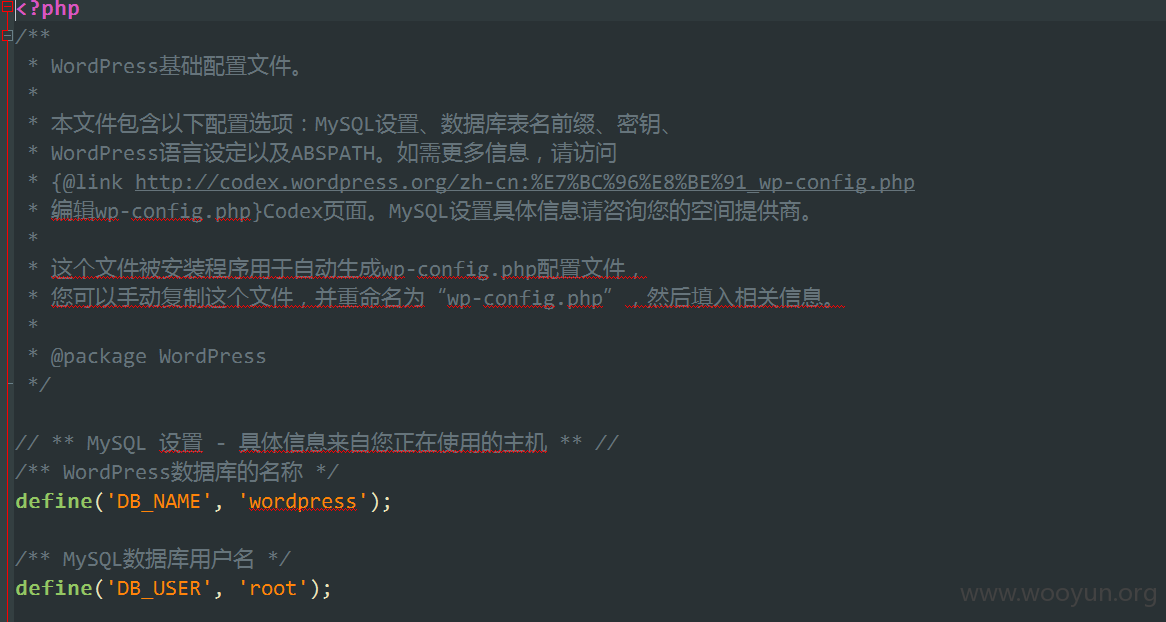 <?php
/**
 * WordPress基础配置文件。
 *
 * 本文件包含以下配置选项：MySQL设置、数据库表名前缀、密钥、
 * WordPress语言设定以及ABSPATH。如需更多信息，请访问
 * {@link http://codex.wordpress.org/zh-cn:%E7%BC%96%E8%BE%91_wp-config.php
 * 编辑wp-config.php}Codex页面。MySQL设置具体信息请咨询您的空间提供商。
 *
 * 这个文件被安装程序用于自动生成wp-config.php配置文件，
 * 您可以手动复制这个文件，并重命名为“wp-config.php”，然后填入相关信息。
 *
 * @package WordPress
 */
// ** MySQL 设置 - 具体信息来自您正在使用的主机 ** //
/** WordPress数据库的名称 */
define('DB_NAME', 'wordpress');
/** MySQL数据库用户名 */
define('DB_USER', 'root');
www.wooyun.org